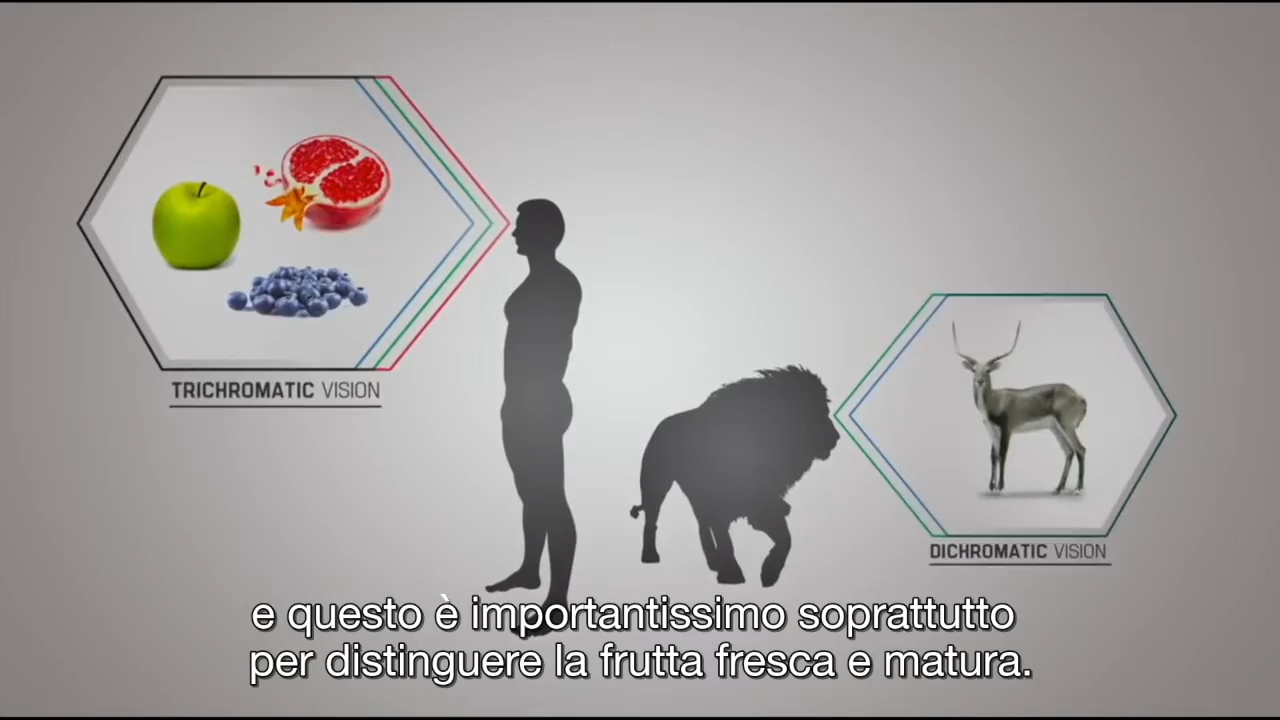 TRICHROMATIC VISION
DICHROMATIC VISION
e questo è importantissimo soprattutto
per distinguere la frutta fresca e matura.